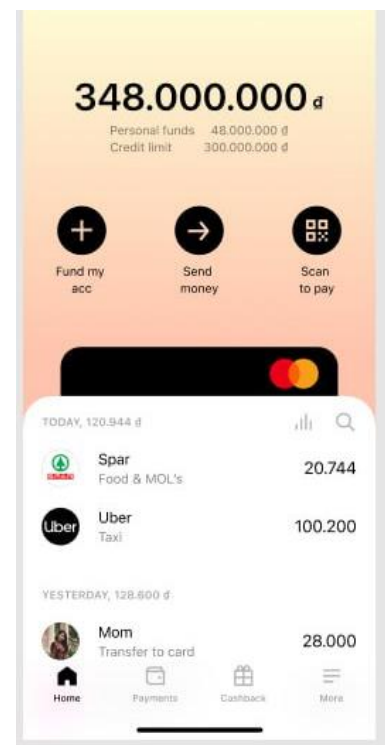 348.000.000 đ
Personal funds 48.000.000 đ
Credit limit 300.000.000 đ
Fund my
acc
Send
money
Scan
to pay
TODAY, 120.944 đ
Spar
Food & MOL's
20.744
Uber
Uber
Taxi
100.200
YESTERDAY, 128.600 đ
Mom
Transfer to card
28.000
Home
Payments
Cashback
More